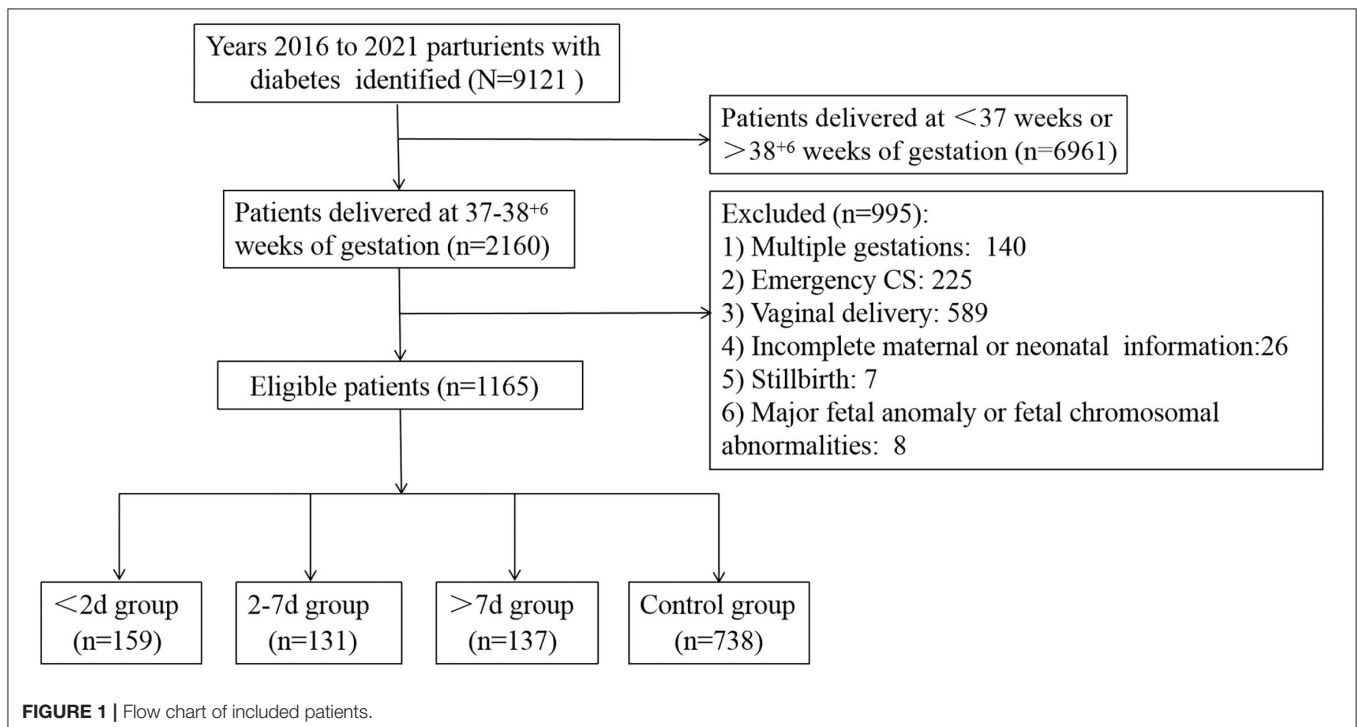 Years 2016 to 2021 parturients with
diabetes identified (N=9121 )
Patients delivered at <37 weeks or
>38+6 weeks of gestation (n=6961)
Patients delivered at 37-38+6
weeks of gestation (n=2160)
Excluded (n=995):
1) Multiple gestations: 140
2) Emergency CS: 225
3) Vaginal delivery: 589
4) Incomplete maternal or neonatal information:26
5) Stillbirth: 7
6) Major fetal anomaly or fetal chromosomal
abnormalities: 8
Eligible patients (n=1165)
<2d group
(n=159)
2-7d group
(n=131)
>7d group
(n=137)
Control group
(n=738)
FIGURE 1 | Flow chart of included patients.